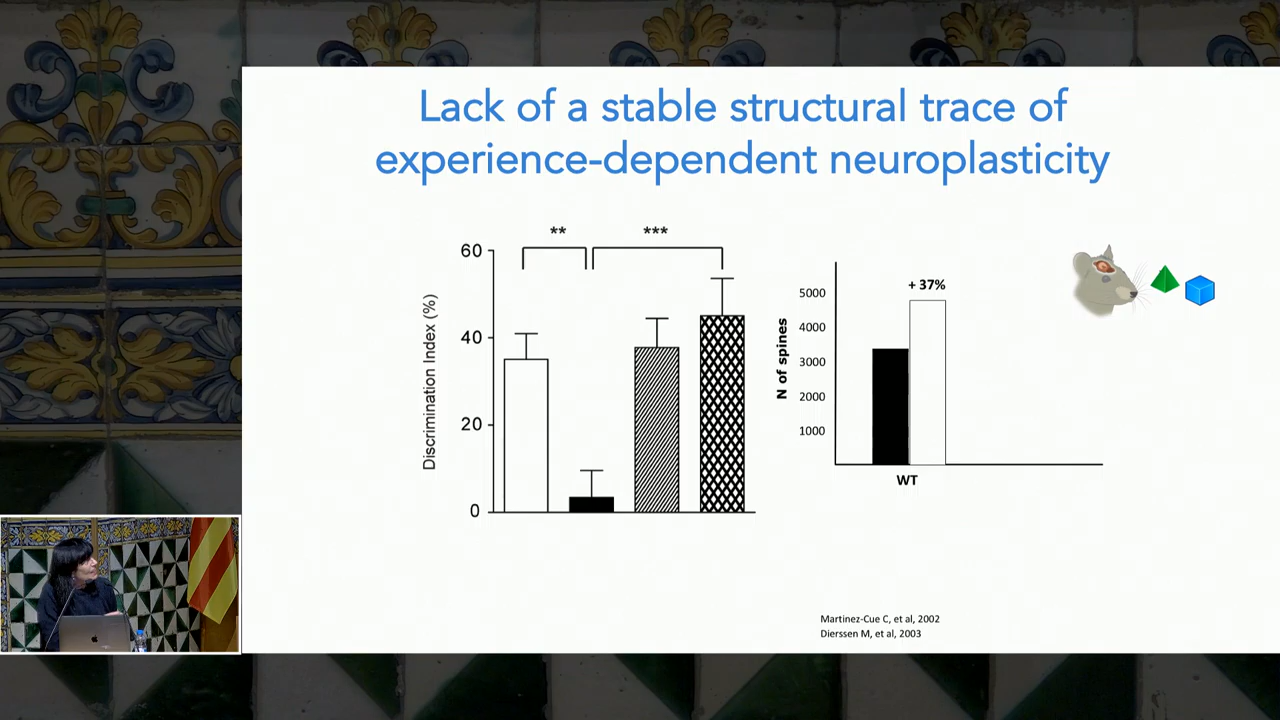 Lack of a stable structural trace of
experience-dependent neuroplasticity
**
***
60
40
20
0
Discrimination Index (%)
+ 37%
5000
4000
3000
2000
1000
N of spines
WT
Martinez-Cue C, et al, 2002
Dierssen M, et al, 2003